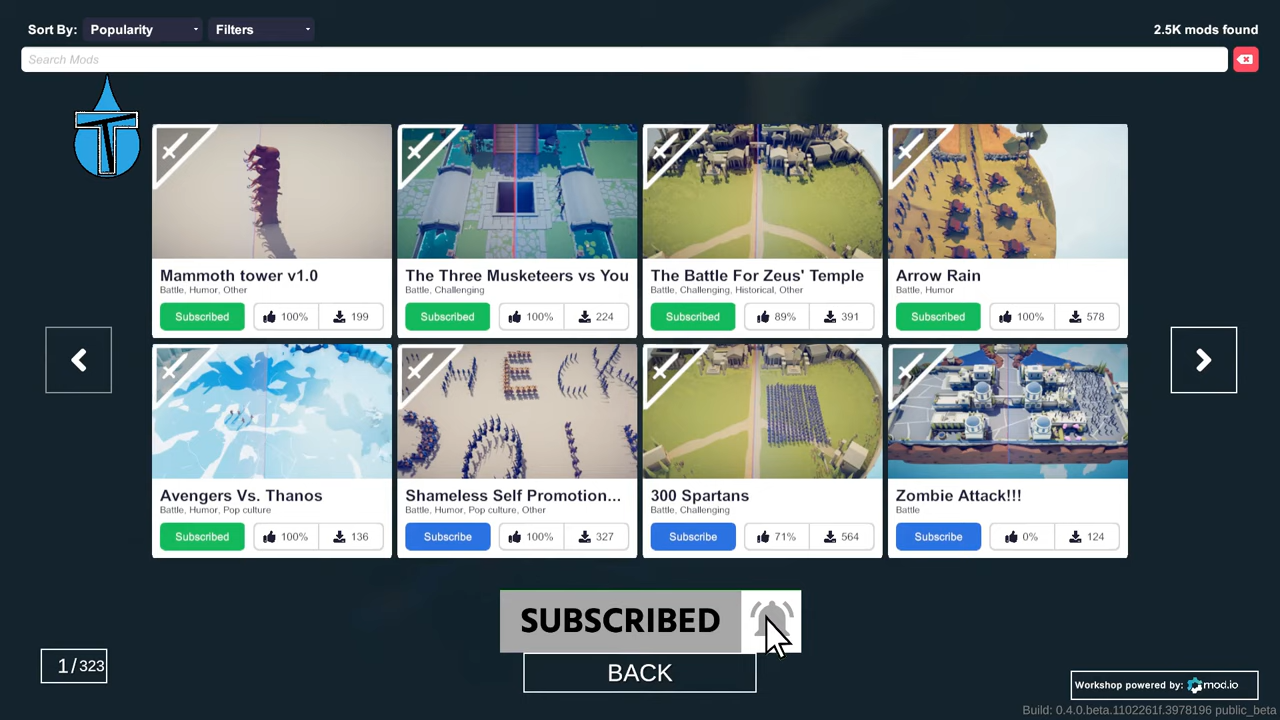 Sort By: Popularity Filters 2.5K mods found
Search Mods
T
Mammoth tower v1.0
Battle, Humor, Other
Subscribed 100% 199
The Three Musketeers vs You
Battle, Challenging
Subscribed 100% 224
The Battle For Zeus' Temple
Battle, Challenging, Historical, Other
Subscribed 89% 391
Arrow Rain
Battle, Humor
Subscribed 100% 578
Avengers Vs. Thanos
Battle, Humor, Pop culture
Subscribed 100% 136
Shameless Self Promotion...
Battle, Humor, Pop culture, Other
Subscribe 100% 327
300 Spartans
Battle, Challenging
Subscribe 71% 564
Zombie Attack!!!
Battle
Subscribe 0% 124
SUBSCRIBED
BACK
1/323
Workshop powered by: mod.io
Build: 0.4.0.beta.1102261f.3978196 public_beta